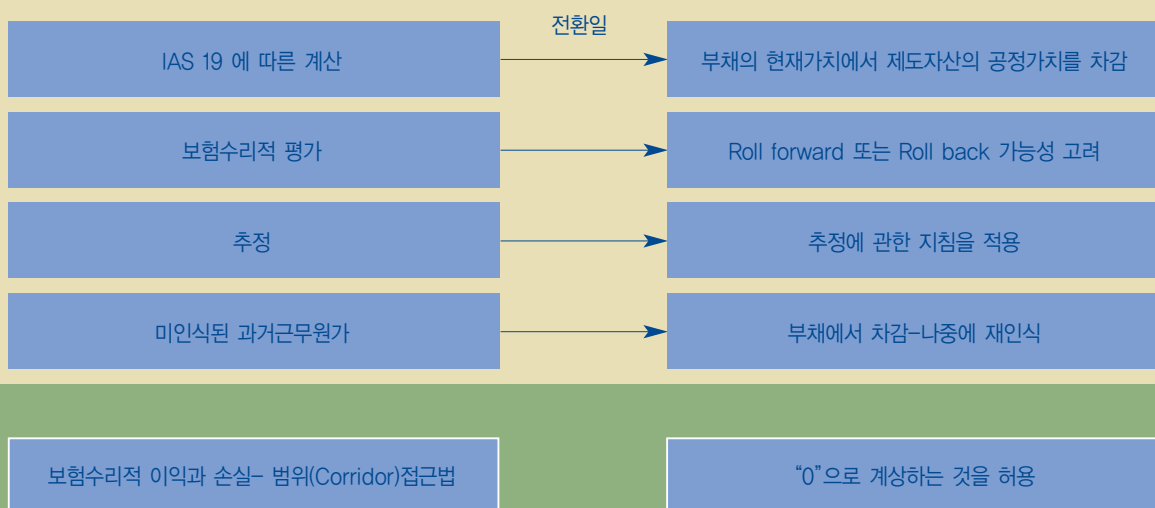 전환일
IAS 19 에 따른 계산
부채의 현재가치에서 제도자산의 공정가치를 차감
보험수리적 평가
Roll forward 또는 Roll back 가능성 고려
추정
추정에 관한 지침을 적용
미인식된 과거근무원가
부채에서 차감-나중에 재인식
보험수리적 이익과 손실- 범위(Corridor)접근법
“0”으로 계상하는 것을 허용